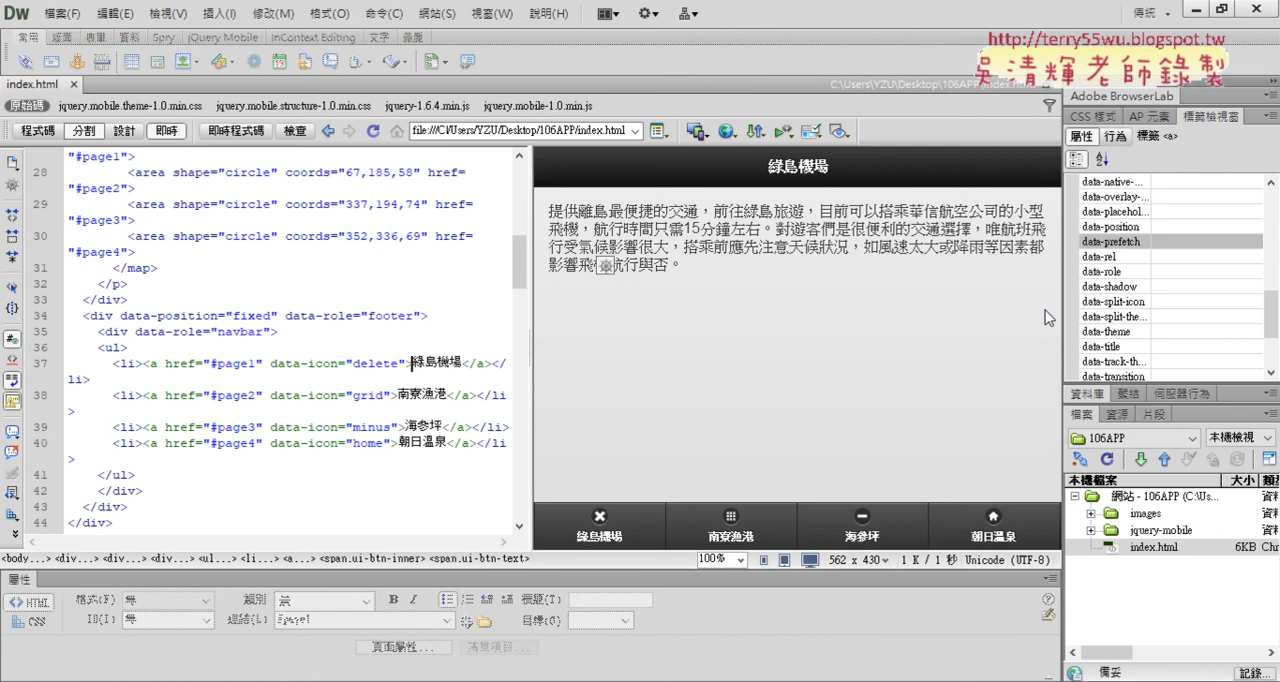 Dw 檔案(F) 編輯(E) 檢視(V) 插入(I) 修改(M) 格式(O) 命令(C) 網站(S) 視窗(W) 說明(H) 傳統
常用 版面 表單 資料 Spry jQuery Mobile InContext Editing 文字 最愛
http://terry55wu.blogspot.tw
吳清輝老師錄製
index.html
C:\Users\YZU\Desktop\106APP\index.html
原始碼 jquery.mobile.theme-1.0.min.css jquery.mobile.structure-1.0.min.css jquery-1.6.4.min.js jquery.mobile-1.0.min.js
程式碼 分割 設計 即時 即時程式碼 檢查 file:///C|/Users/YZU/Desktop/106APP/index.html
"#page1">
28 <area shape="circle" coords="67,185,58" href=
"#page2">
29 <area shape="circle" coords="337,194,74" href=
"#page3">
30 <area shape="circle" coords="352,336,69" href=
"#page4">
31 </map>
32 </p>
33 </div>
34 <div data-position="fixed" data-role="footer">
35 <div data-role="navbar">
36 <ul>
37 <li><a href="#page1" data-icon="delete">綠島機場</a></
li>
38 <li><a href="#page2" data-icon="grid">南寮漁港</a></li
>
39 <li><a href="#page3" data-icon="minus">海參坪</a></li>
40 <li><a href="#page4" data-icon="home">朝日溫泉</a></li
>
41 </ul>
42 </div>
43 </div>
44 </div>
綠島機場
提供離島最便捷的交通，前往綠島旅遊，目前可以搭乘華信航空公司的小型
飛機，航行時間只需15分鐘左右。對遊客們是很便利的交通選擇，唯航班飛
行受氣候影響很大，搭乘前應先注意天候狀況，如風速太大或降雨等因素都
影響飛 航行與否。
綠島機場 南寮漁港 海參坪 朝日溫泉
<body...> <div...> <div...> <div...> <ul...> <li...> <a...> <span.ui-btn-inner> <span.ui-btn-text>
100% 562 x 430 1 K / 1 秒 Unicode (UTF-8)
屬性
<> HTML 格式(F) 無 類別 無 B I 標題(T)
CSS ID(I) 無 連結(L) #page1 目標(G)
頁面屬性... 清單項目...
Adobe BrowserLab
CSS 樣式 AP 元素 標籤檢視窗
屬性 行為 標籤 <a>
data-native-...
data-overlay-...
data-placehol...
data-position
data-prefetch
data-rel
data-role
data-shadow
data-split-icon
data-split-the...
data-theme
data-title
data-track-th...
data-transition
資料庫 繫結 伺服器行為
檔案 資源 片段
106APP 本機檢視
本機檔案 大小 類
網站 - 106APP (C:\Us... 資料
images 資料
jquery-mobile 資料
index.html 6KB Chr
備妥 記錄...